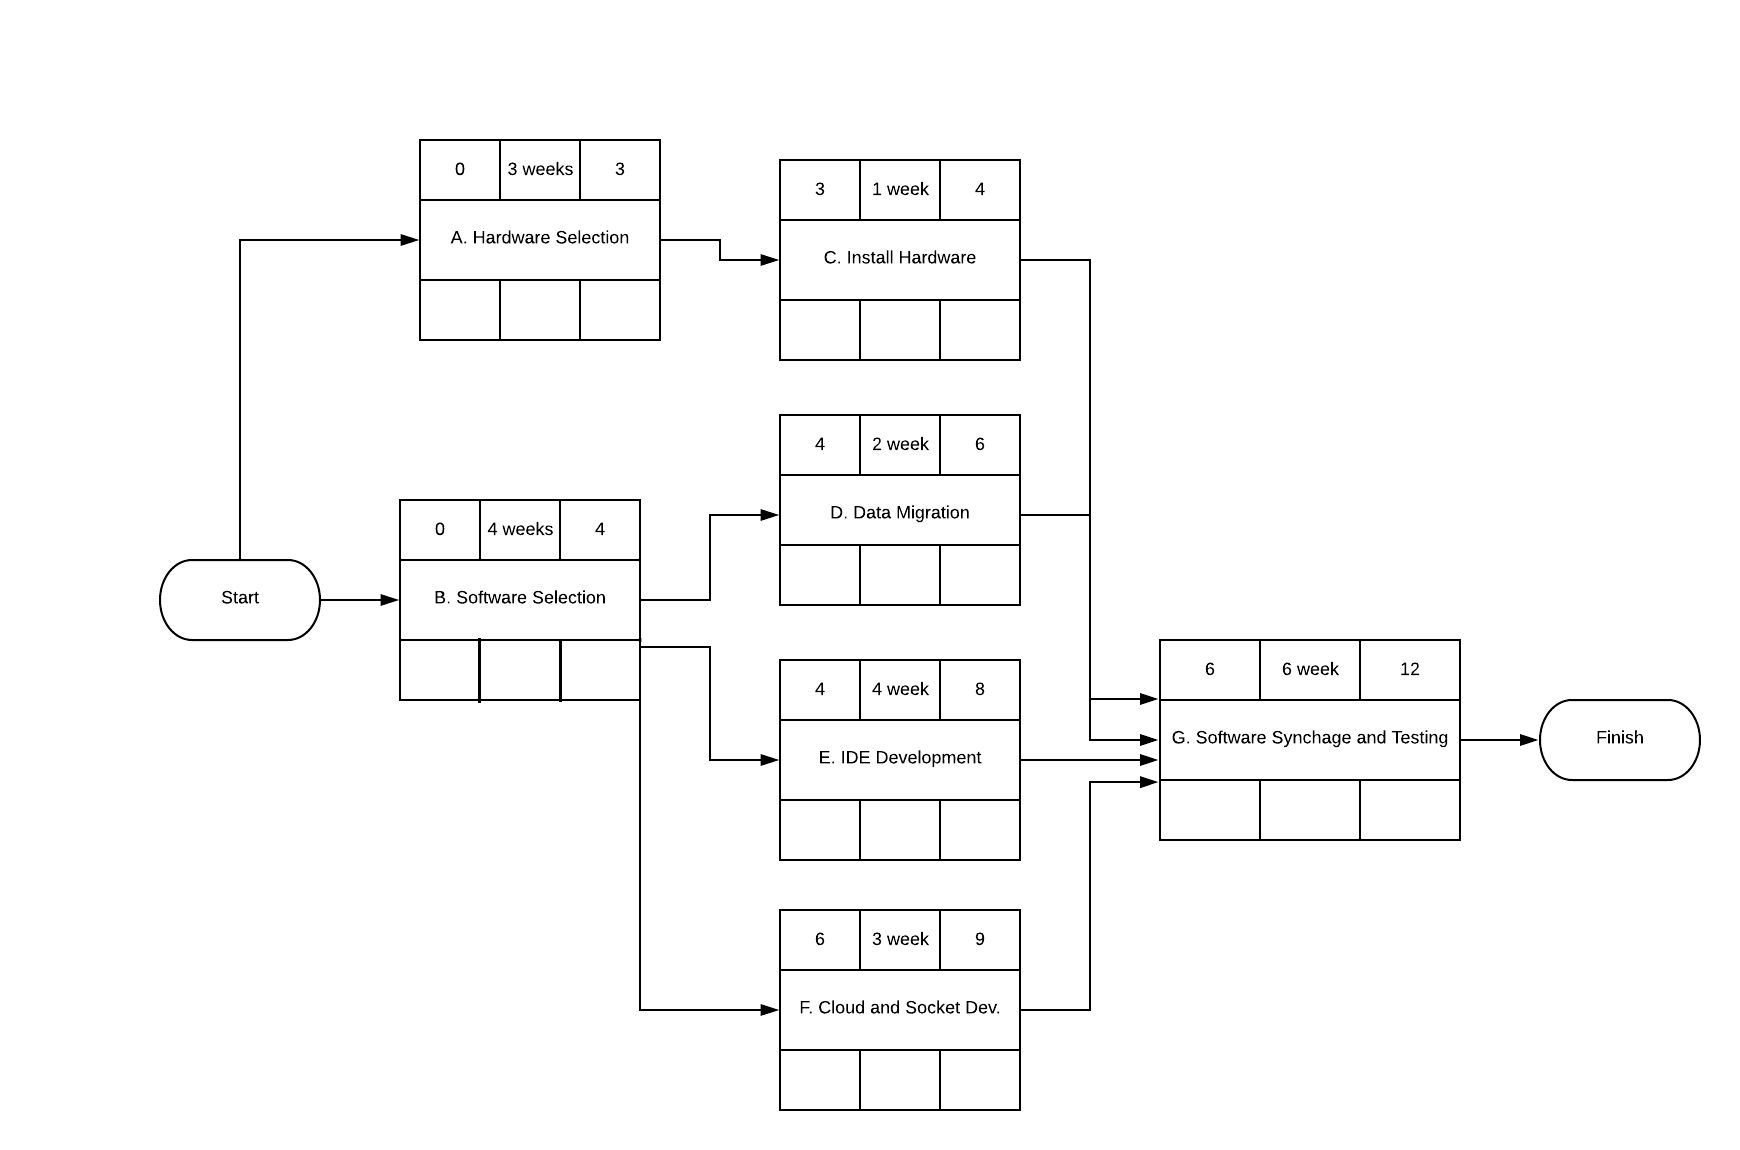 0 3 weeks 3
A. Hardware Selection
3 1 week 4
C. Install Hardware
4 2 week 6
D. Data Migration
0 4 weeks 4
B. Software Selection
Start
4 4 week 8
E. IDE Development
6 6 week 12
G. Software Synchage and Testing
Finish
6 3 week 9
F. Cloud and Socket Dev.